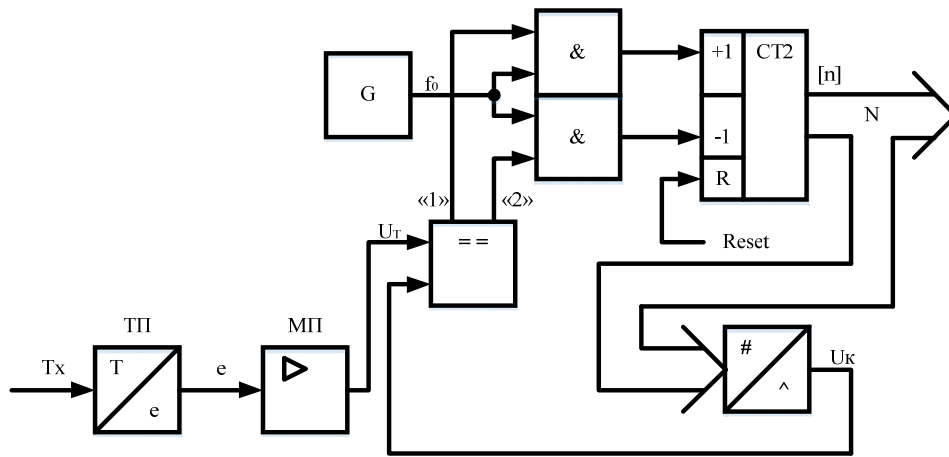 &
+1
CT2
[n]
G
f₀
N
&
-1
R
«1»
«2»
Uт
= =
Reset
ТП
МП
Tx
T
e
e
#
^
Uк